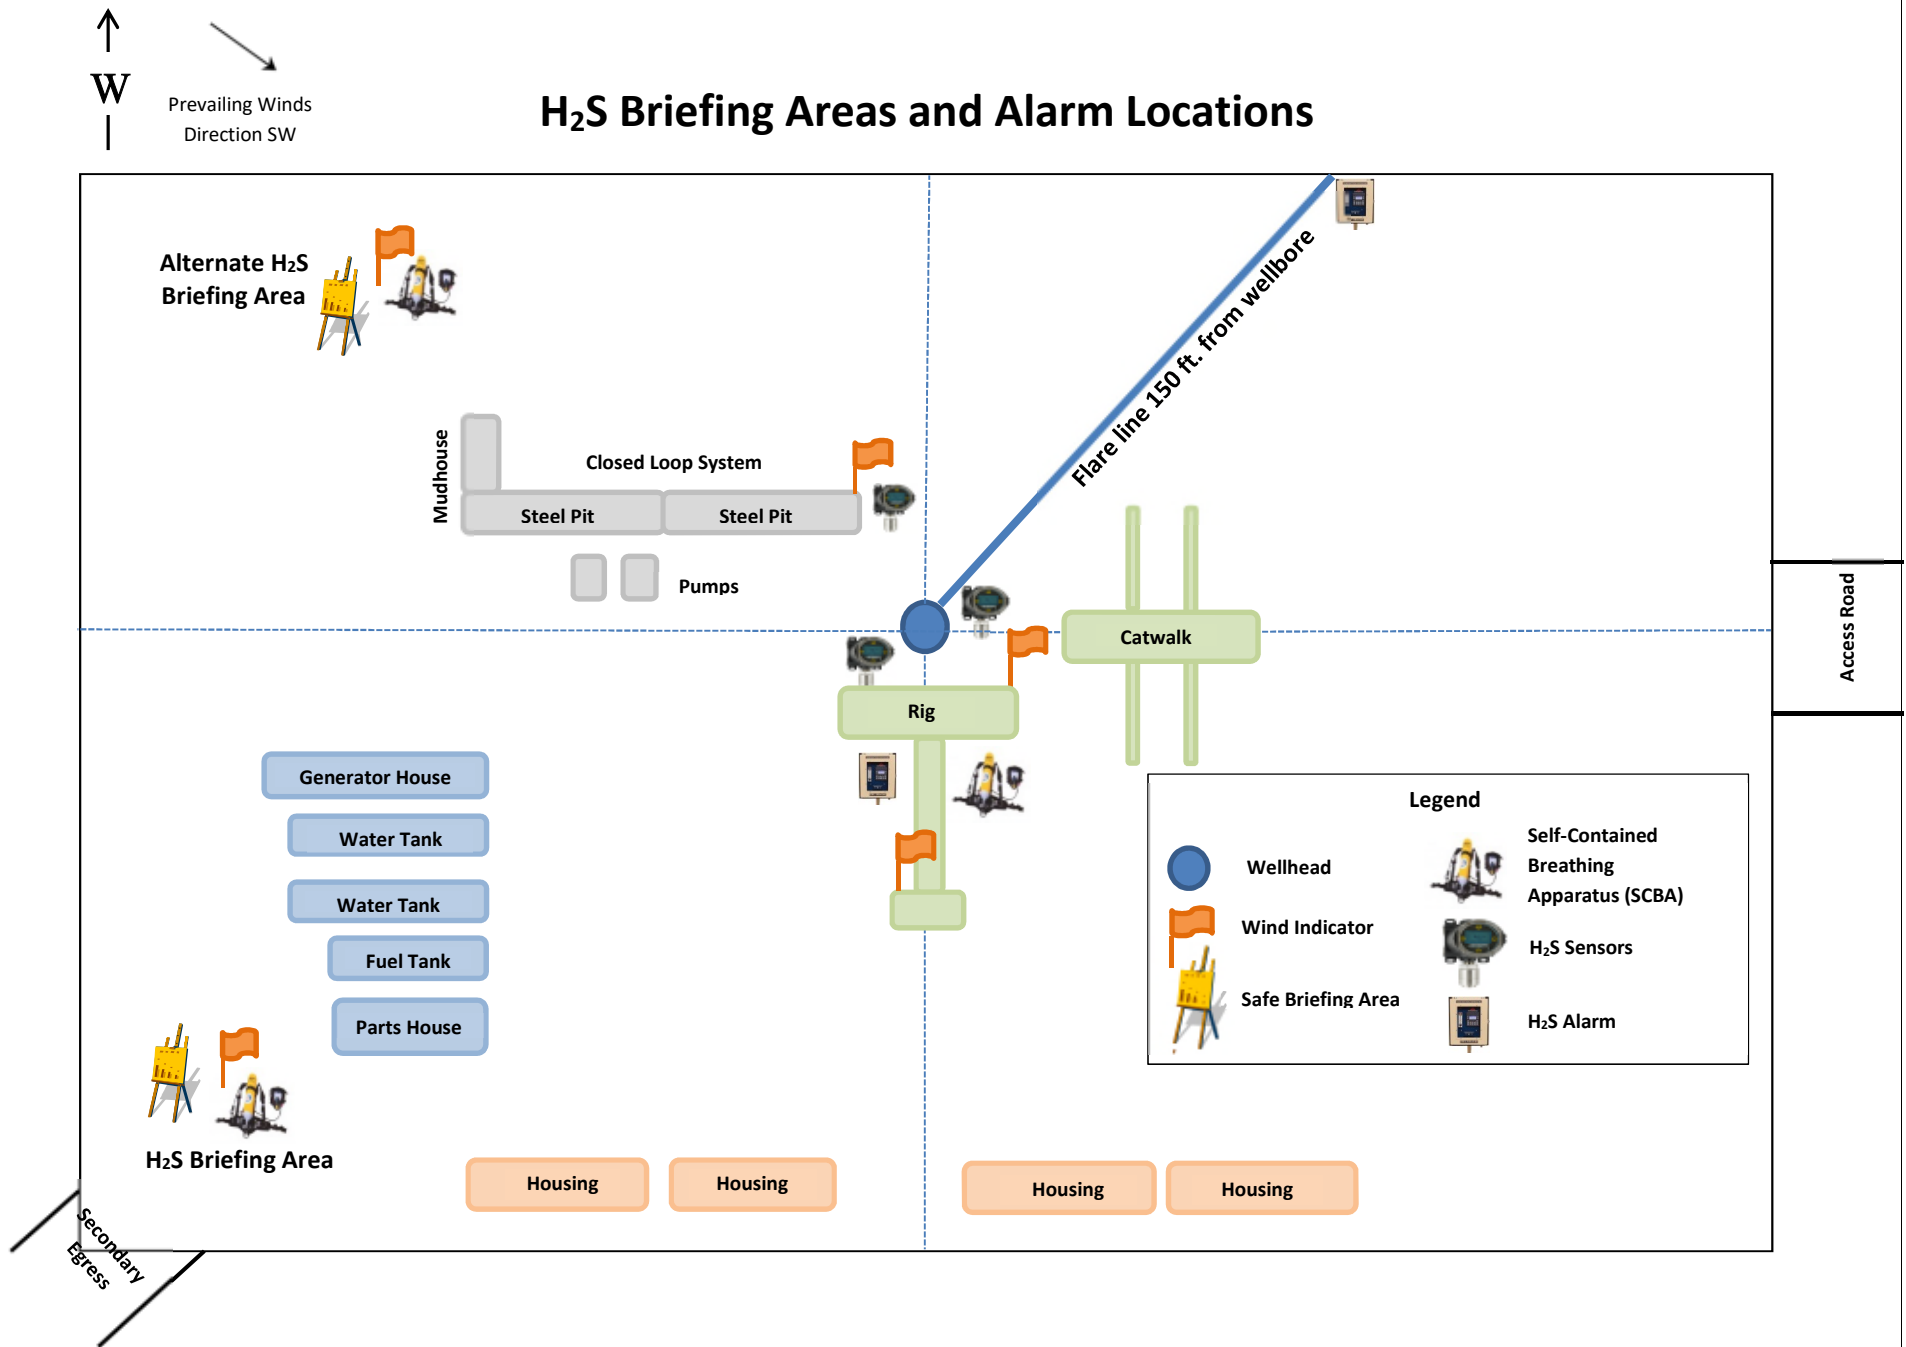 W
Prevailing Winds
Direction SW
H₂S Briefing Areas and Alarm Locations
Alternate H₂S
Briefing Area
Flare line 150 ft. from wellbore
Mudhouse
Closed Loop System
Steel Pit
Steel Pit
Pumps
Catwalk
Access Road
Rig
Generator House
Water Tank
Water Tank
Fuel Tank
Parts House
Legend
Wellhead
Wind Indicator
Safe Briefing Area
Self-Contained
Breathing
Apparatus (SCBA)
H₂S Sensors
H₂S Alarm
H₂S Briefing Area
Housing
Housing
Housing
Housing
Secondary
Egress